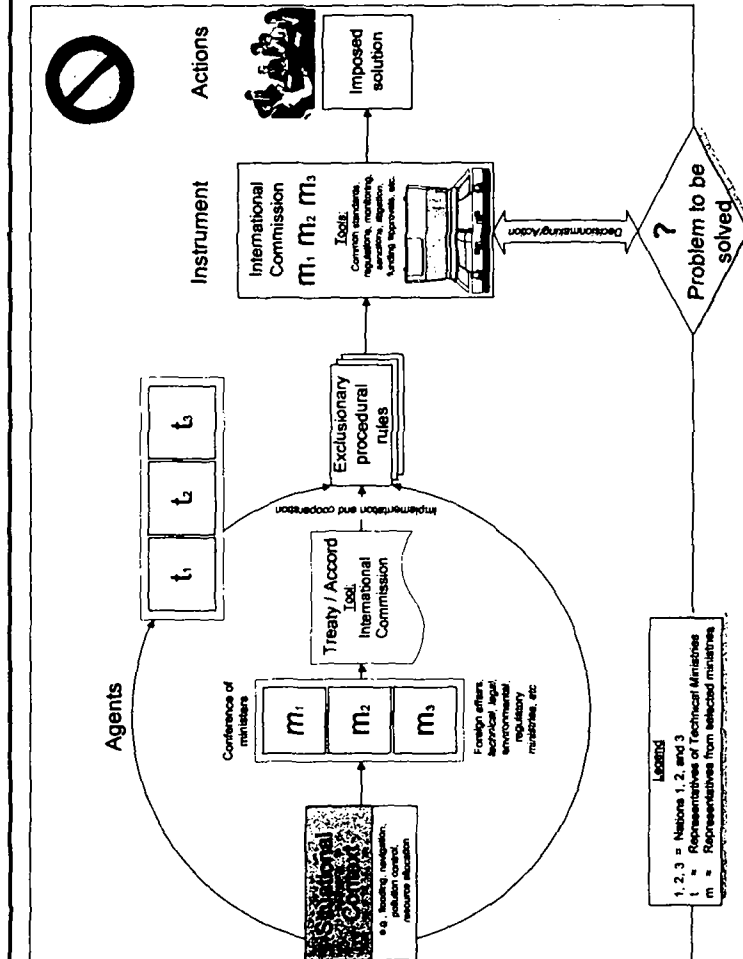 Agents
Instrument
Actions
Situational
Context
e.g., flooding, navigation,
pollution control,
resource allocation
Conference of
ministers
m1
m2
m3
Foreign affairs,
technical, legal,
environmental,
regulatory
ministries, etc
t1
t2
t3
Treaty / Accord
Tool:
International
Commission
Implementation and cooperation
Exclusionary
procedural
rules
International
Commission
m1 m2 m3
Tools:
Common standards,
regulations, monitoring,
sanctions, litigation,
funding approvals, etc.
Imposed
solution
Decisionmaking/Action
?
Problem to be
solved
Legend
1, 2, 3 = Nations 1, 2, and 3
t = Representatives of Technical Ministries
m = Representatives from selected ministries